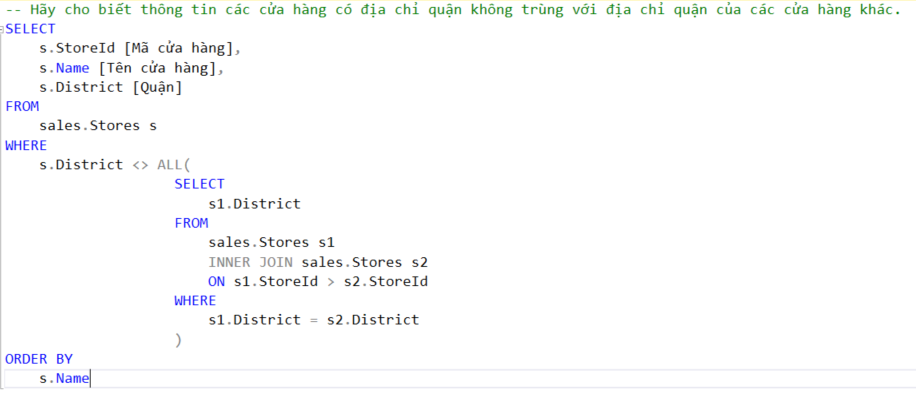 -- Hãy cho biết thông tin các cửa hàng có địa chỉ quận không trùng với địa chỉ quận của các cửa hàng khác.
SELECT
s.StoreId [Mã cửa hàng],
s.Name [Tên cửa hàng],
s.District [Quận]
FROM
sales.Stores s
WHERE
s.District <> ALL(
SELECT
s1.District
FROM
sales.Stores s1
INNER JOIN sales.Stores s2
ON s1.StoreId > s2.StoreId
WHERE
s1.District = s2.District
)
ORDER BY
s.Name